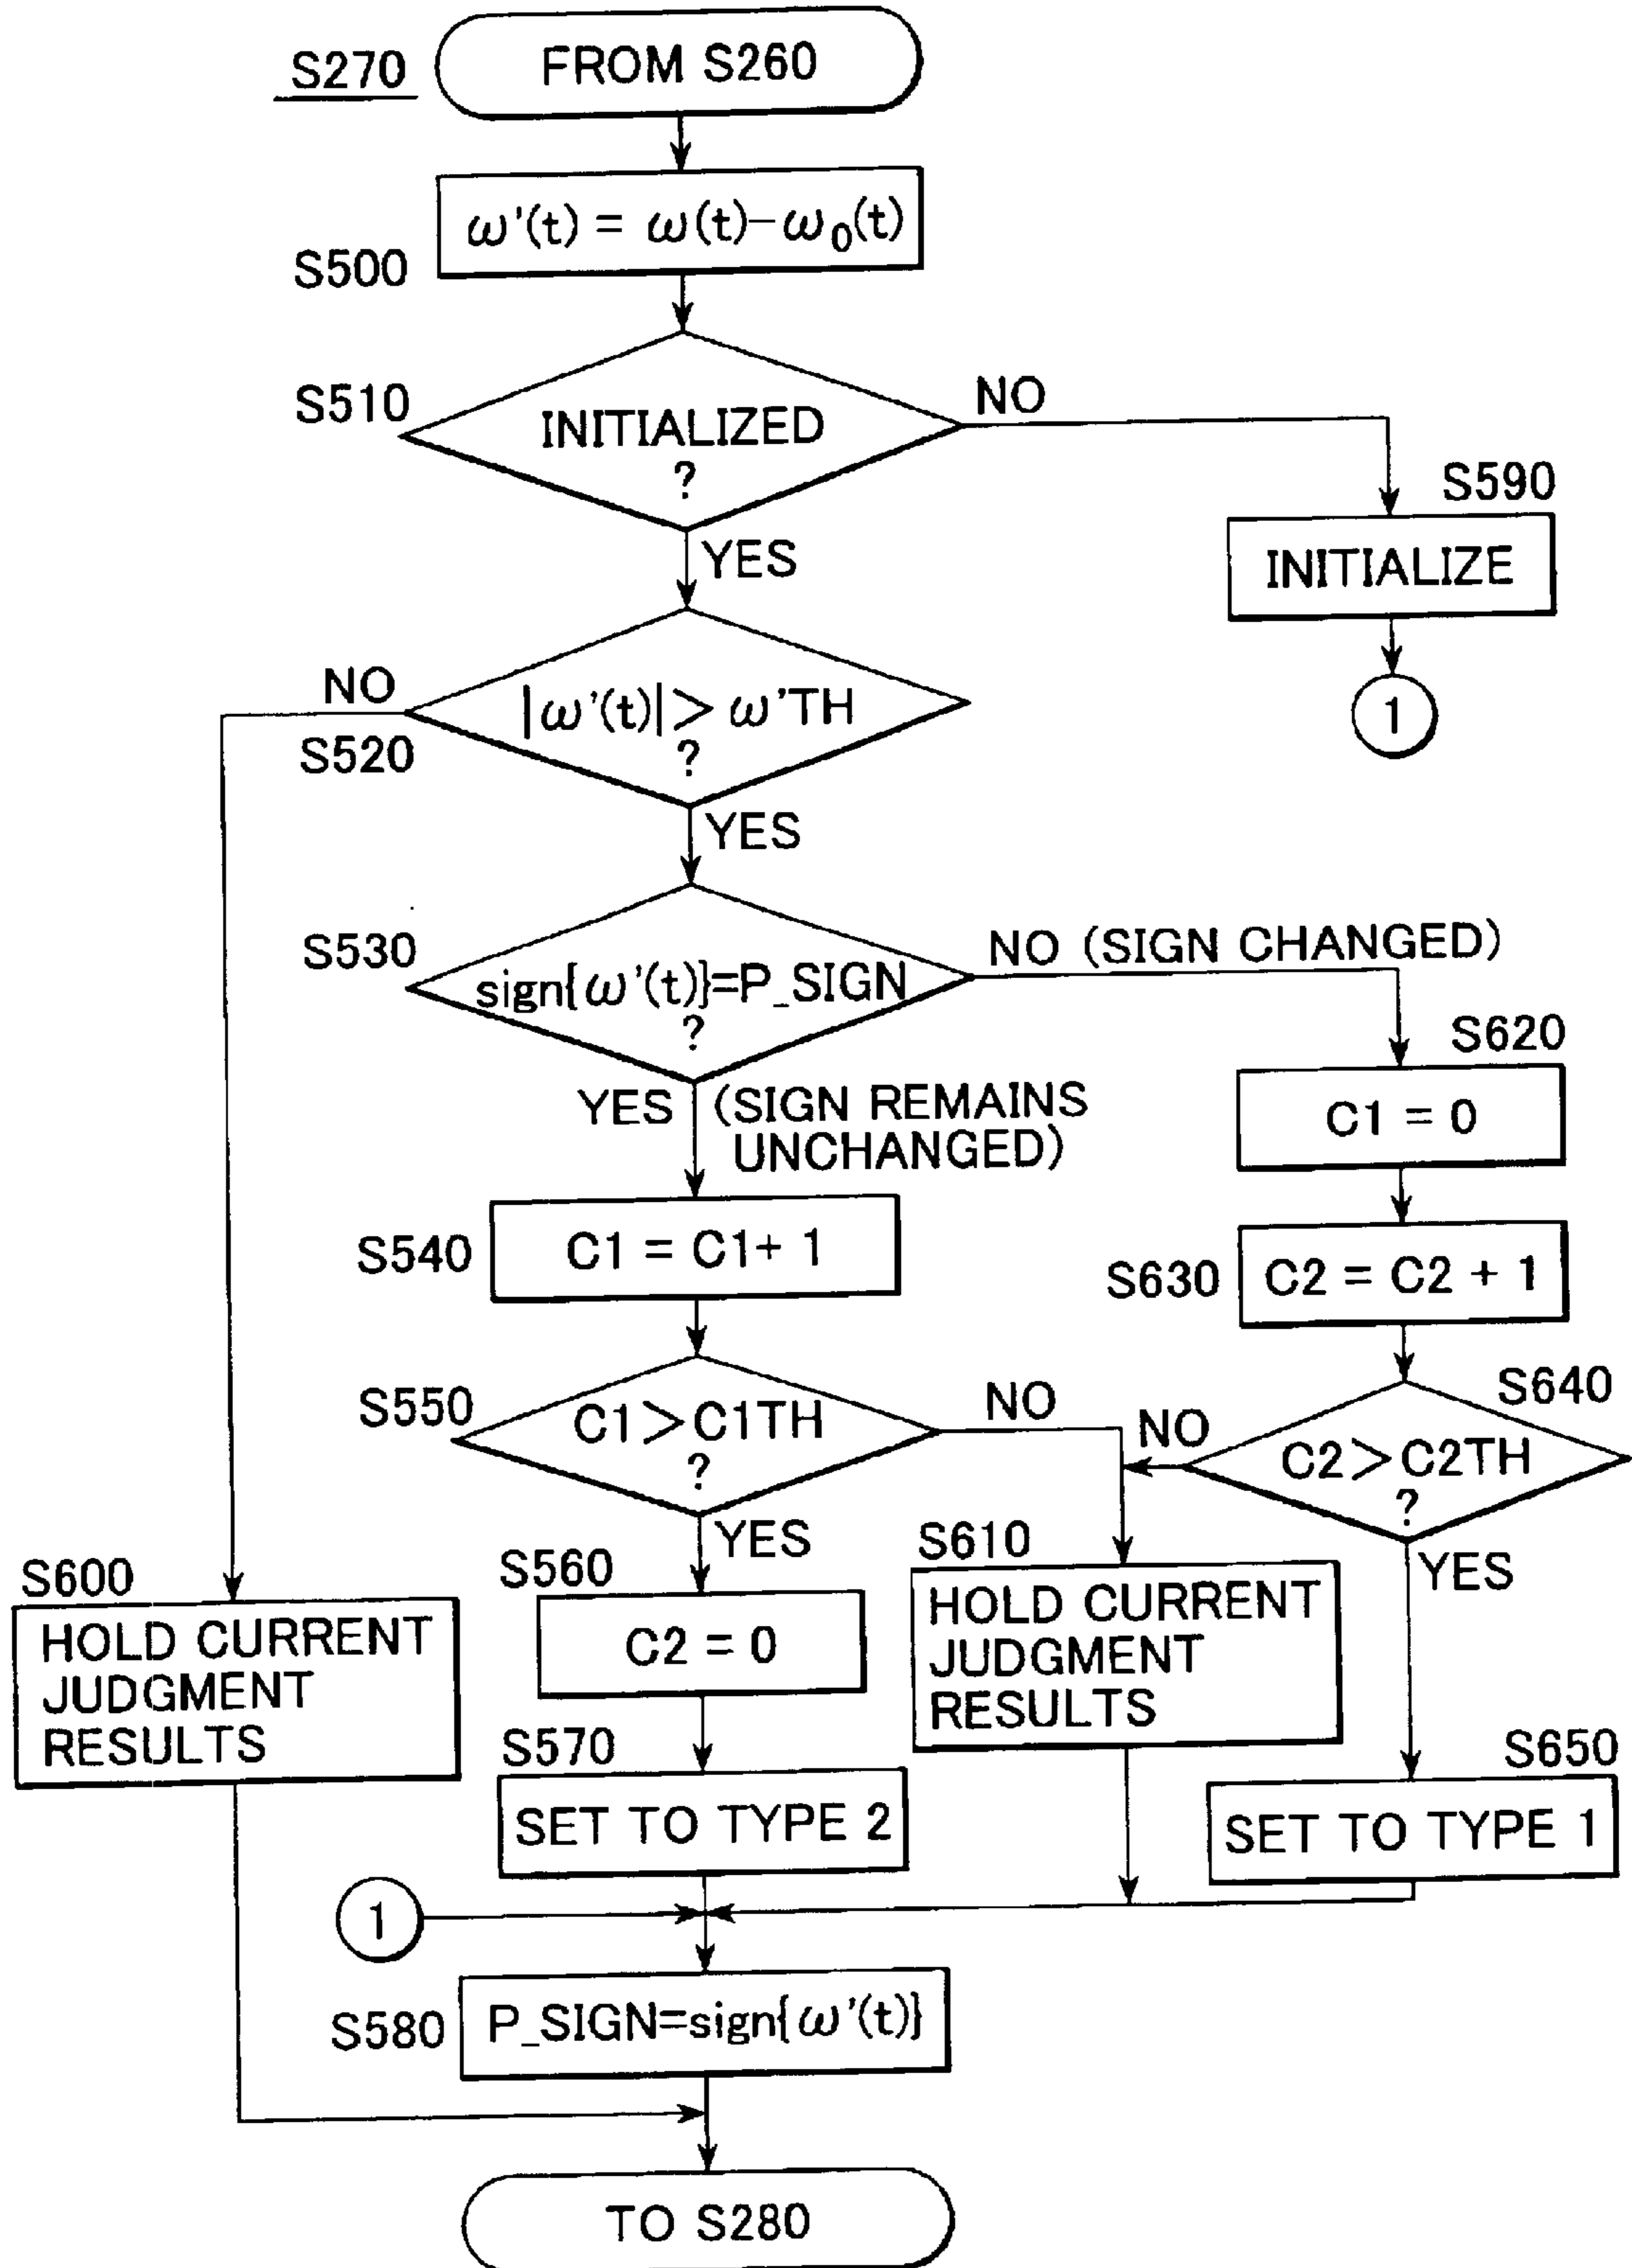 S270
FROM S260
ω'(t) = ω(t)−ω₀(t)
S500
S510
INITIALIZED
?
NO
YES
S590
INITIALIZE
1
NO
S520
|ω'(t)|>ω'TH
?
YES
S530
sign{ω'(t)}=P_SIGN
?
NO (SIGN CHANGED)
YES (SIGN REMAINS
UNCHANGED)
S620
C1 = 0
S540
C1 = C1+ 1
S630
C2 = C2 + 1
S550
C1>C1TH
?
NO
YES
S640
C2>C2TH
?
NO
YES
S600
HOLD CURRENT
JUDGMENT
RESULTS
S560
C2 = 0
S610
HOLD CURRENT
JUDGMENT
RESULTS
S570
SET TO TYPE 2
S650
SET TO TYPE 1
1
S580
P_SIGN=sign{ω'(t)}
TO S280